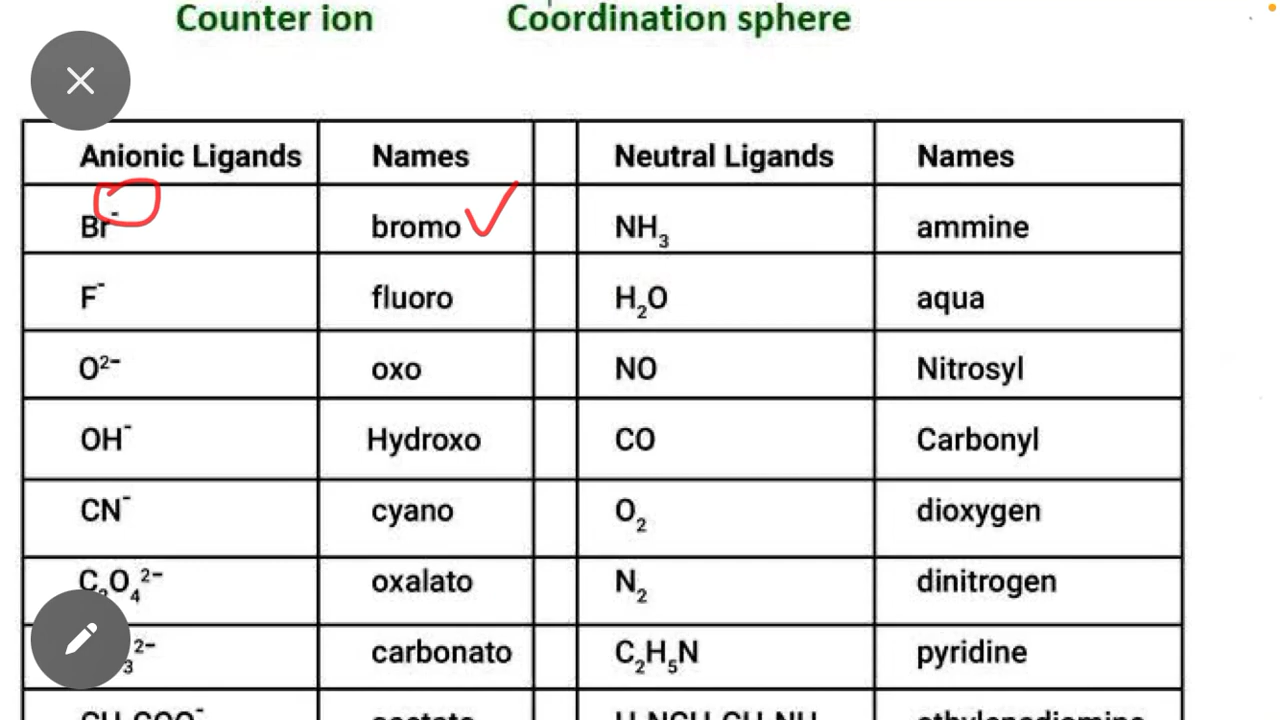 Counter ion Coordination sphere
Anionic Ligands Names Neutral Ligands Names
Br⁻ bromo NH₃ ammine
F⁻ fluoro H₂O aqua
O²⁻ oxo NO Nitrosyl
OH⁻ Hydroxo CO Carbonyl
CN⁻ cyano O₂ dioxygen
C₂O₄²⁻ oxalato N₂ dinitrogen
₃²⁻ carbonato C₂H₅N pyridine